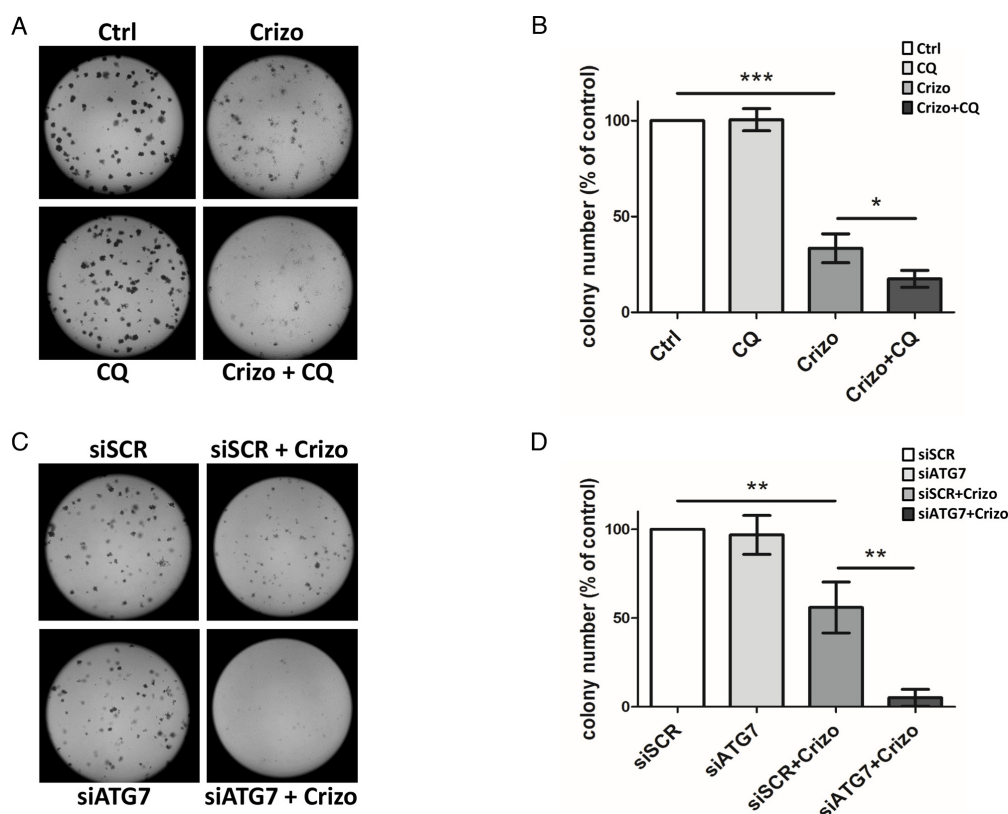 A
Ctrl
Crizo
CQ
Crizo + CQ
B
Ctrl
CQ
Crizo
Crizo+CQ
colony number (% of control)
100
50
0
***
*
Ctrl
CQ
Crizo
Crizo+CQ
C
siSCR
siSCR + Crizo
siATG7
siATG7 + Crizo
D
siSCR
siATG7
siSCR+Crizo
siATG7+Crizo
colony number (% of control)
100
50
0
**
**
siSCR
siATG7
siSCR+Crizo
siATG7+Crizo